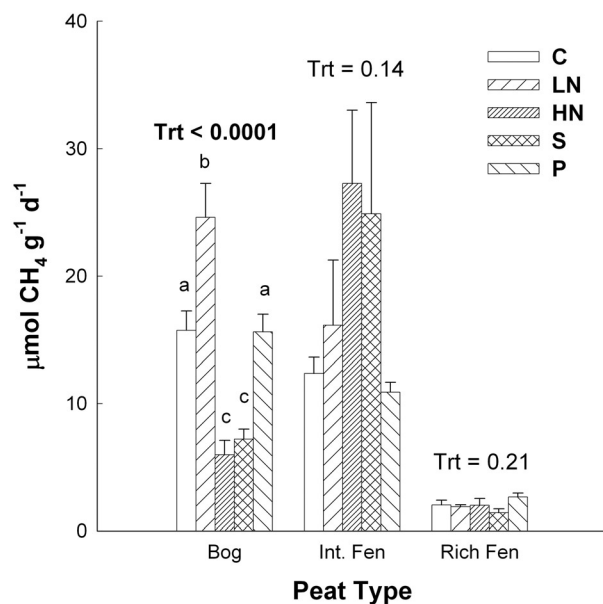 40
30
20
10
0
μmol CH₄ g⁻¹ d⁻¹
Trt < 0.0001
a
b
c
c
a
Trt = 0.14
Trt = 0.21
C
LN
HN
S
P
Bog
Int. Fen
Rich Fen
Peat Type